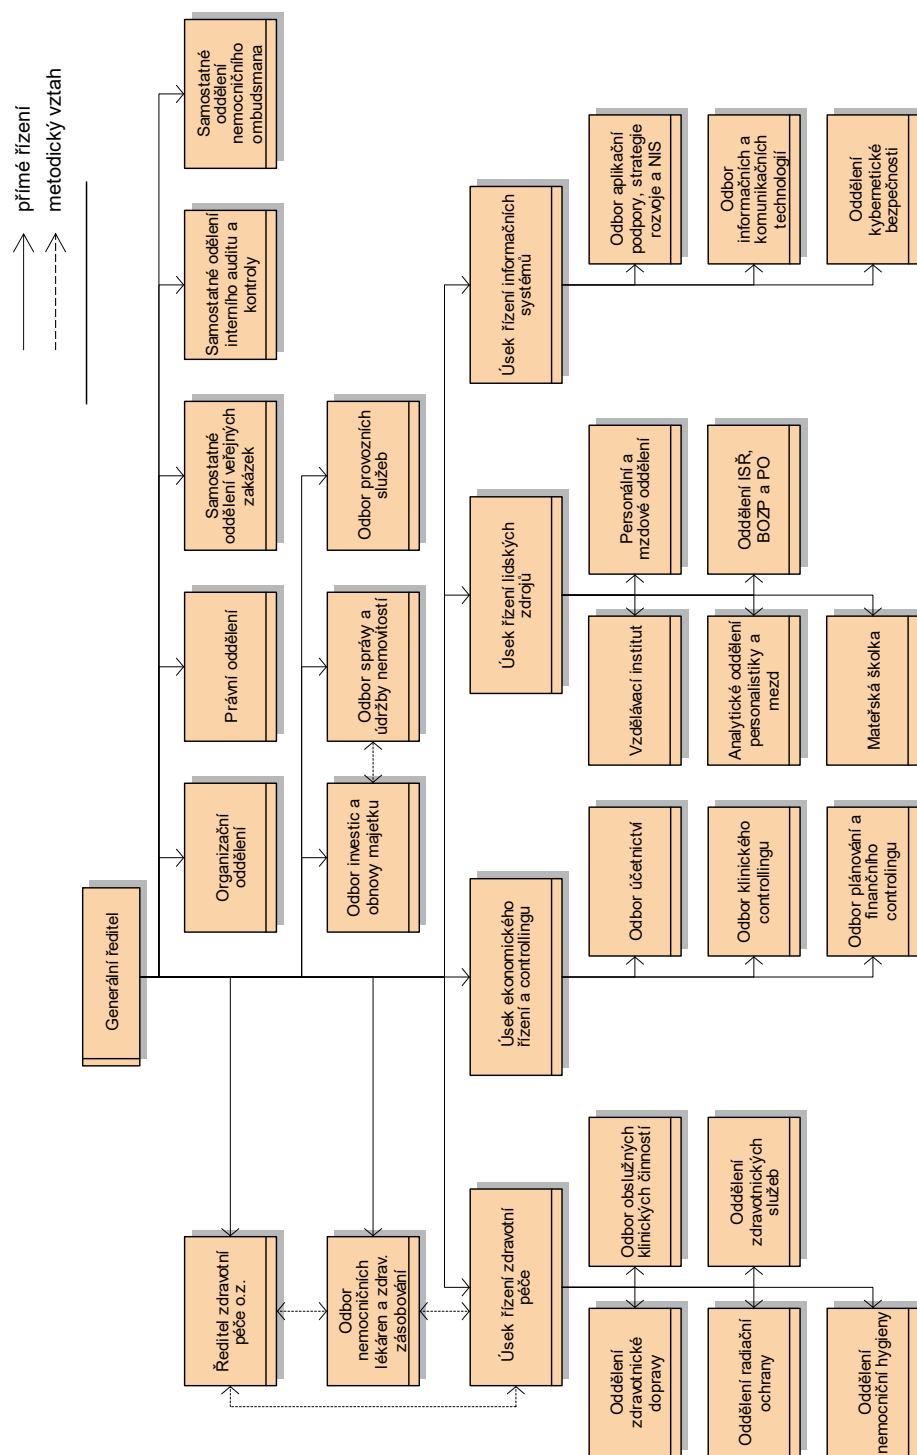 přímé řízení
metodický vztah
Generální ředitel
Organizační
oddělení
Právní oddělení
Samostatné
oddělení veřejných
zakázek
Samostatné odělení
interního auditu a
kontroly
Samostatné
oddělení
nemocničního
ombudsmana
Ředitel zdravotní
péče o.z.
Odbor investic a
obnovy majetku
Odbor správy a
údržby nemovitostí
Odbor provozních
služeb
Odbor
nemocničních
lékáren a zdrav.
zásobování
Úsek řízení zdravotní
péče
Úsek ekonomického
řízení a controllingu
Úsek řízení lidských
zdrojů
Úsek řízení informačních
systémů
Oddělení
zdravotnické
dopravy
Odbor obslužných
klinických činností
Oddělení radiační
ochrany
Oddělení
zdravotnických
služeb
Oddělení
nemocniční hygieny
Odbor účetnictví
Odbor klinického
controllingu
Odbor plánování a
finančního
controlingu
Vzdělávací institut
Personální a
mzdové oddělení
Analytické oddělení
personalistiky a
mezd
Oddělení ISŘ,
BOZP a PO
Mateřská školka
Odbor aplikační
podpory, strategie
rozvoje a NIS
Odbor
informačních a
komunikačních
technologií
Oddělení
kybernetické
bezpečnosti